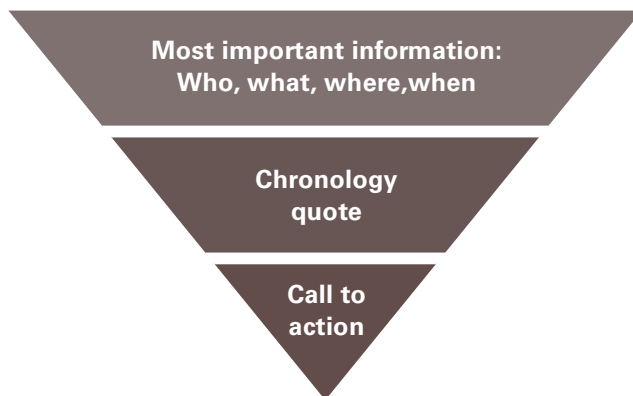 Most important information:
Who, what, where,when
Chronology
quote
Call to
action